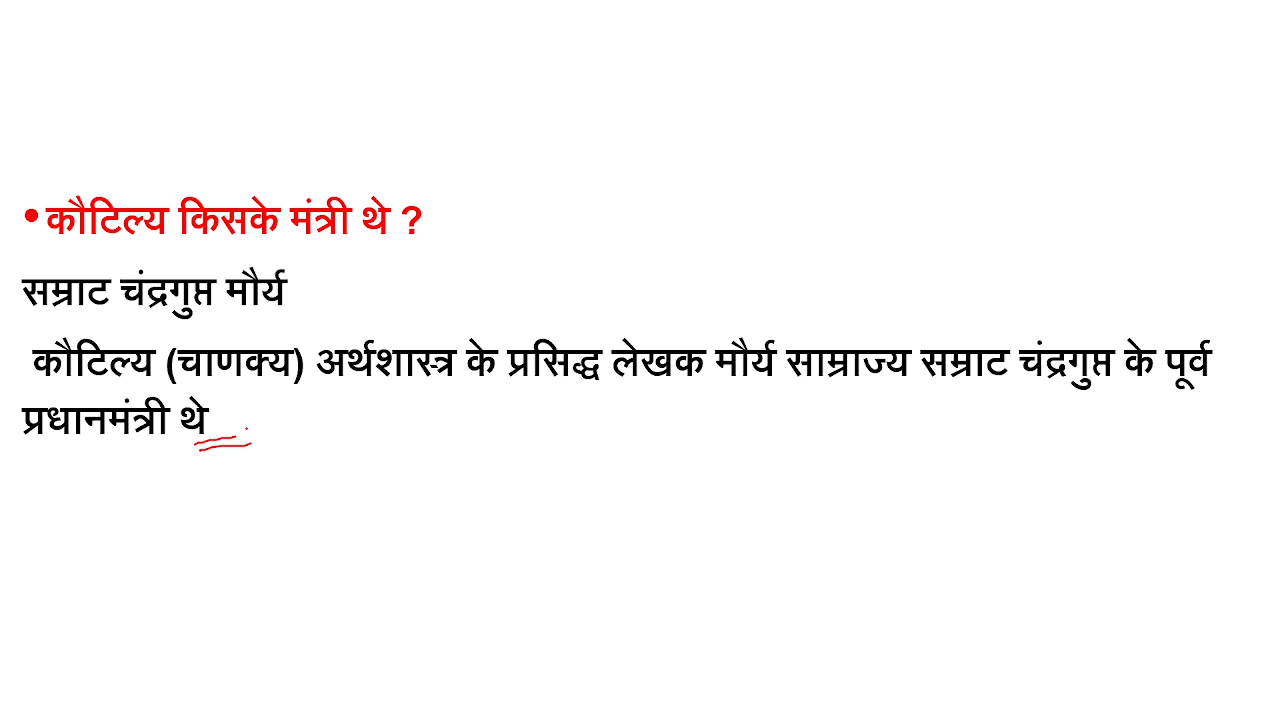 • कौटिल्य किसके मंत्री थे ?
सम्राट चंद्रगुप्त मौर्य
कौटिल्य (चाणक्य) अर्थशास्त्र के प्रसिद्ध लेखक मौर्य साम्राज्य सम्राट चंद्रगुप्त के पूर्व
प्रधानमंत्री थे